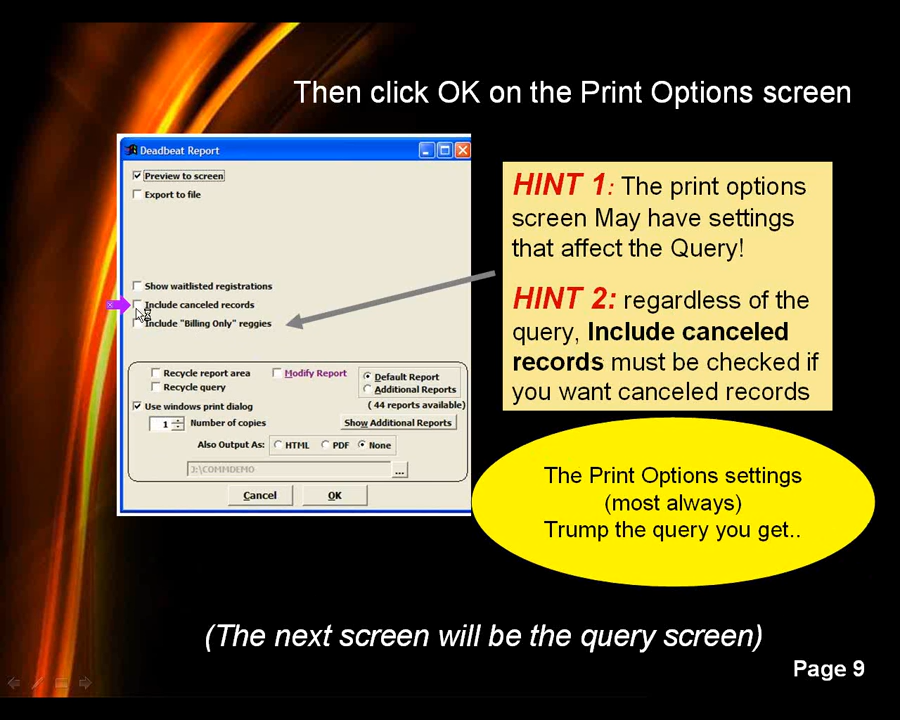 Then click OK on the Print Options screen
Deadbeat Report
Preview to screen
Export to file
Show waitlisted registrations
Include canceled records
Include "Billing Only" reggies
Recycle report area
Modify Report
Default Report
Recycle query
Additional Reports
Use windows print dialog
( 44 reports available)
1 Number of copies
Show Additional Reports
Also Output As: HTML PDF None
J:\COMMDEMO
...
Cancel OK
HINT 1: The print options
screen May have settings
that affect the Query!
HINT 2: regardless of the
query, Include canceled
records must be checked if
you want canceled records
The Print Options settings
(most always)
Trump the query you get..
(The next screen will be the query screen)
Page 9